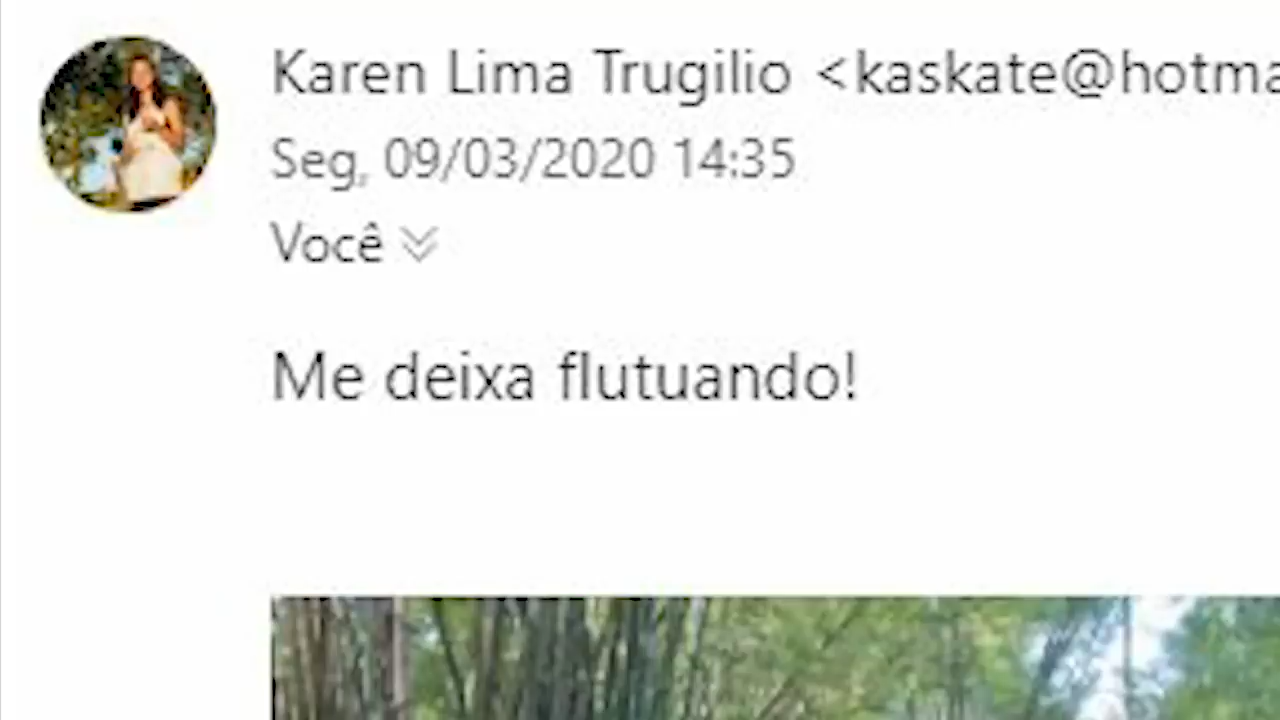 Karen Lima Trugilio <kaskate@hotma
Seg, 09/03/2020 14:35
Você
Me deixa flutuando!